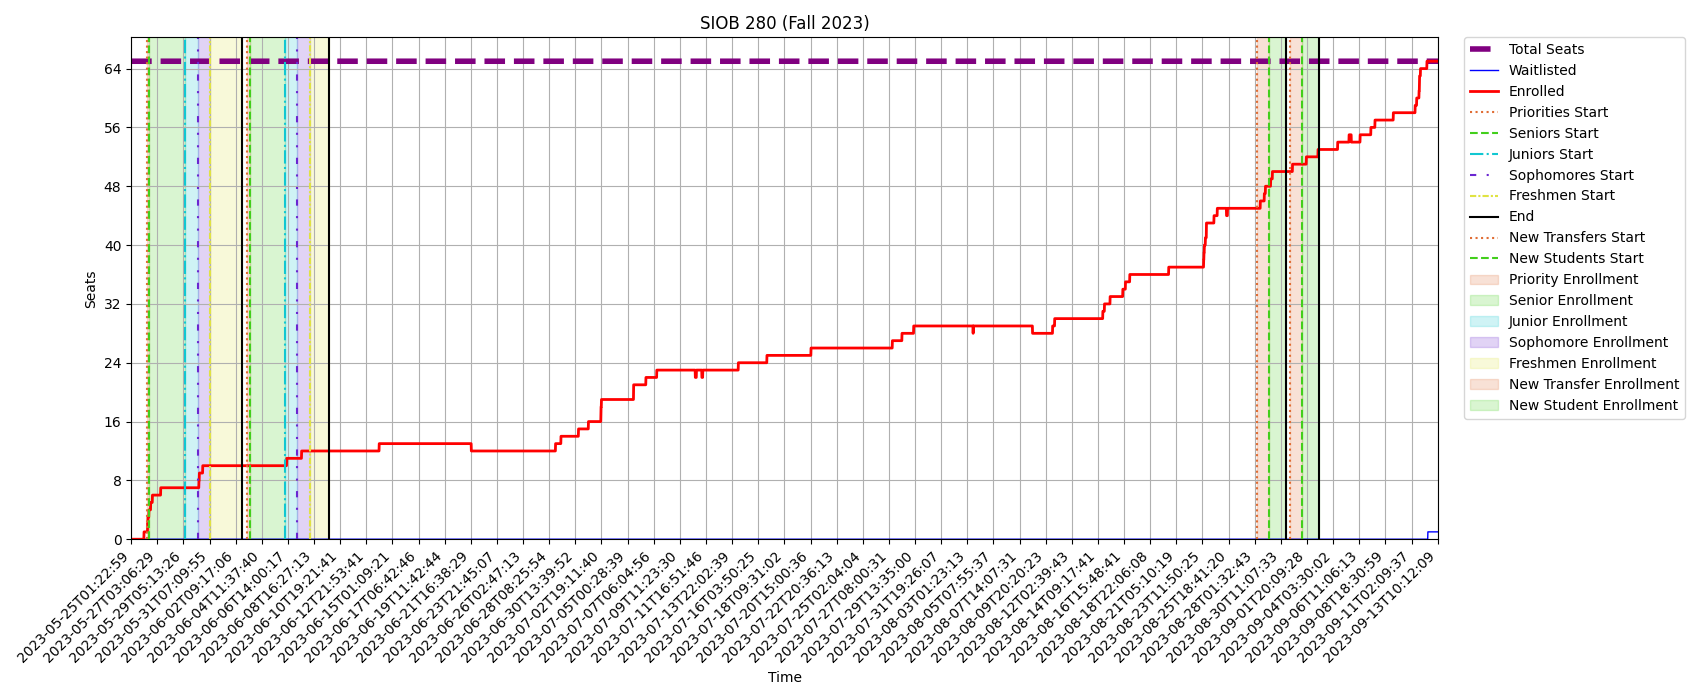 SIOB 280 (Fall 2023)
64
56
48
40
32
24
16
8
0
Seats
2023-05-25T01:22:59
2023-05-27T03:06:29
2023-05-29T05:13:26
2023-05-31T07:09:55
2023-06-02T09:17:06
2023-06-04T11:37:40
2023-06-06T14:00:17
2023-06-08T16:27:13
2023-06-10T19:21:41
2023-06-12T21:53:41
2023-06-15T01:09:21
2023-06-17T06:42:46
2023-06-19T11:42:44
2023-06-21T16:38:29
2023-06-23T21:45:07
2023-06-26T02:47:13
2023-06-28T08:25:54
2023-06-30T13:39:52
2023-07-02T19:11:40
2023-07-05T00:28:39
2023-07-07T06:04:56
2023-07-09T11:23:30
2023-07-11T16:51:46
2023-07-13T22:02:39
2023-07-16T03:50:25
2023-07-18T09:31:02
2023-07-20T15:00:36
2023-07-22T20:36:13
2023-07-25T02:04:04
2023-07-27T08:00:31
2023-07-29T13:35:00
2023-07-31T19:26:07
2023-08-03T01:23:13
2023-08-05T07:55:37
2023-08-07T14:07:31
2023-08-09T20:20:23
2023-08-12T02:39:43
2023-08-14T09:17:41
2023-08-16T15:48:41
2023-08-18T22:06:08
2023-08-21T05:10:19
2023-08-23T11:50:25
2023-08-25T18:41:20
2023-08-28T01:32:43
2023-08-30T11:07:33
2023-09-01T20:09:28
2023-09-04T03:30:02
2023-09-06T11:06:13
2023-09-08T18:30:59
2023-09-11T02:09:37
2023-09-13T10:12:09
Time
Total Seats
Waitlisted
Enrolled
Priorities Start
Seniors Start
Juniors Start
Sophomores Start
Freshmen Start
End
New Transfers Start
New Students Start
Priority Enrollment
Senior Enrollment
Junior Enrollment
Sophomore Enrollment
Freshmen Enrollment
New Transfer Enrollment
New Student Enrollment